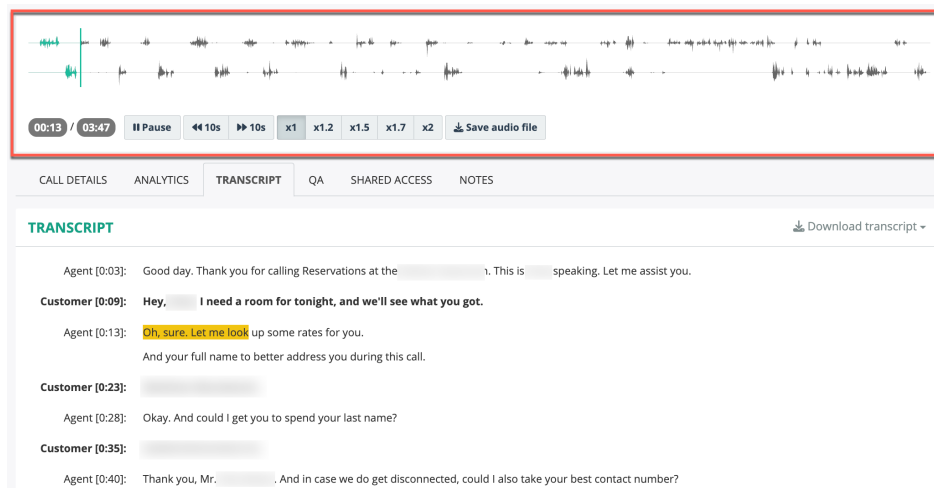 00:13 / 03:47 Pause 10s 10s x1 x1.2 x1.5 x1.7 x2 Save audio file
CALL DETAILS ANALYTICS TRANSCRIPT QA SHARED ACCESS NOTES
TRANSCRIPT Download transcript
Agent [0:03]: Good day. Thank you for calling Reservations at the . This is speaking. Let me assist you.
Customer [0:09]: Hey, I need a room for tonight, and we'll see what you got.
Agent [0:13]: Oh, sure. Let me look up some rates for you.
And your full name to better address you during this call.
Customer [0:23]:
Agent [0:28]: Okay. And could I get you to spend your last name?
Customer [0:35]:
Agent [0:40]: Thank you, Mr. . And in case we do get disconnected, could I also take your best contact number?